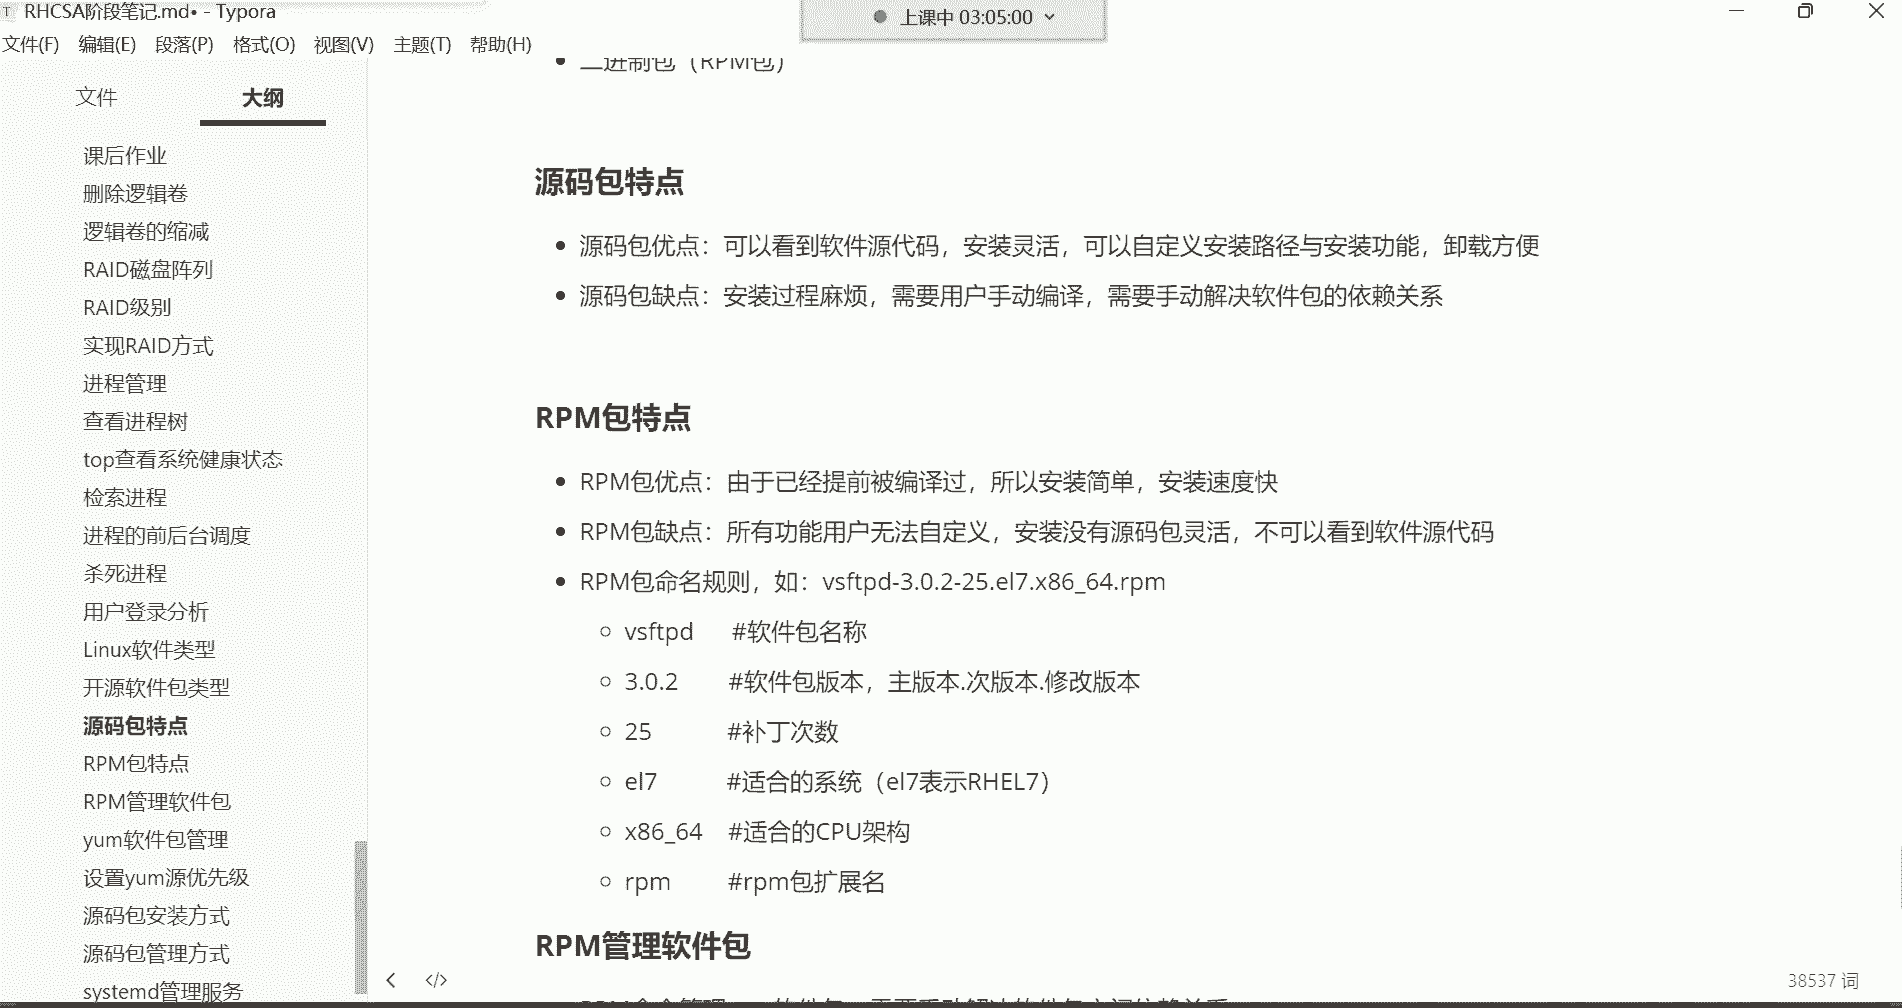 RHCSA阶段笔记.md• - Typora
上课中 03:05:00
文件(F) 编辑(E) 段落(P) 格式(O) 视图(V) 主题(T) 帮助(H)
文件 大纲
课后作业
删除逻辑卷
逻辑卷的缩减
RAID磁盘阵列
RAID级别
实现RAID方式
进程管理
查看进程树
top查看系统健康状态
检索进程
进程的前后台调度
杀死进程
用户登录分析
Linux软件类型
开源软件包类型
源码包特点
RPM包特点
RPM管理软件包
yum软件包管理
设置yum源优先级
源码包安装方式
源码包管理方式
systemd管理服务
二进制包（RPM包）
源码包特点
源码包优点：可以看到软件源代码，安装灵活，可以自定义安装路径与安装功能，卸载方便
源码包缺点：安装过程麻烦，需要用户手动编译，需要手动解决软件包的依赖关系
RPM包特点
RPM包优点：由于已经提前被编译过，所以安装简单，安装速度快
RPM包缺点：所有功能用户无法自定义，安装没有源码包灵活，不可以看到软件源代码
RPM包命名规则，如：vsftpd-3.0.2-25.el7.x86_64.rpm
vsftpd #软件包名称
3.0.2 #软件包版本，主版本.次版本.修改版本
25 #补丁次数
el7 #适合的系统（el7表示RHEL7）
x86_64 #适合的CPU架构
rpm #rpm包扩展名
RPM管理软件包
38537 词